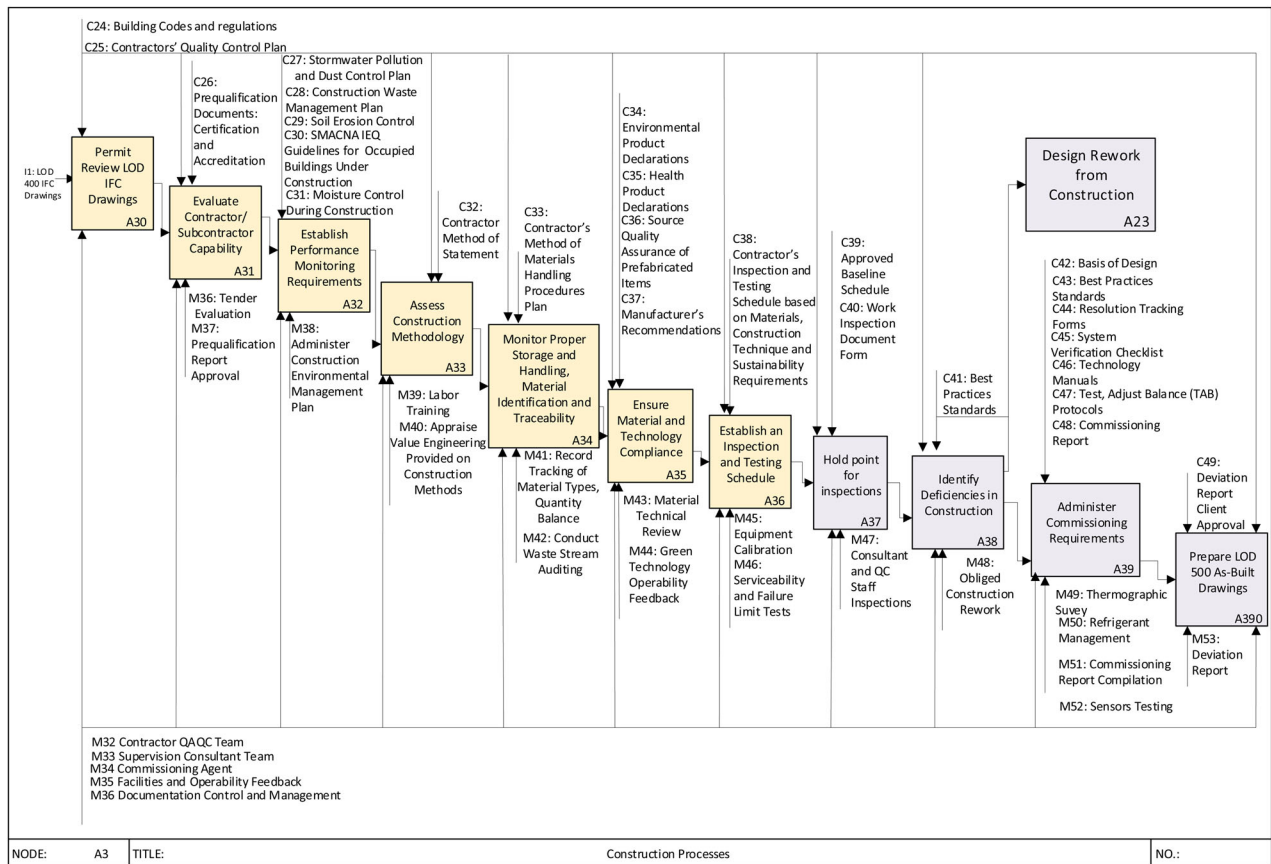 C24: Building Codes and regulations
C25: Contractors' Quality Control Plan
C26:
Prequalification
Documents:
Certification
and
Accreditation
C27: Stormwater Pollution
and Dust Control Plan
C28: Construction Waste
Management Plan
C29: Soil Erosion Control
C30: SMACNA IEQ
Guidelines for Occupied
Buildings Under
Construction
C31: Moisture Control
During Construction
C32:
Contractor
Method of
Statement
C33:
Contractor's
Method of
Materials
Handling
Procedures
Plan
C34:
Environmental
Product
Declarations
C35: Health
Product
Declarations
C36: Source
Quality
Assurance of
Prefabricated
Items
C37:
Manufacturer's
Recommendations
C38:
Contractor's
Inspection and
Testing
Schedule based
on Materials,
Construction
Technique and
Sustainability
Requirements
C39:
Approved
Baseline
Schedule
C40: Work
Inspection
Document
Form
C41: Best
Practices
Standards
C42: Basis of Design
C43: Best Practices
Standards
C44: Resolution Tracking
Forms
C45: System
Verification Checklist
C46: Technology
Manuals
C47: Test, Adjust Balance (TAB)
Protocols
C48: Commissioning
Report
C49:
Deviation
Report
Client
Approval
I1: LOD
400 IFC
Drawings
Permit
Review LOD
IFC
Drawings
A30
Evaluate
Contractor/
Subcontractor
Capability
A31
Establish
Performance
Monitoring
Requirements
A32
Assess
Construction
Methodology
A33
Monitor Proper
Storage and
Handling,
Material
Identification and
Traceability
A34
Ensure
Material and
Technology
Compliance
A35
Establish an
Inspection
and Testing
Schedule
A36
Hold point
for
inspections
A37
Identify
Deficiencies in
Construction
A38
Design Rework
from
Construction
A23
Administer
Commissioning
Requirements
A39
Prepare LOD
500 As-Built
Drawings
A390
M36: Tender
Evaluation
M37:
Prequalification
Report
Approval
M38:
Administer
Construction
Environmental
Management
Plan
M39: Labor
Training
M40: Appraise
Value Engineering
Provided on
Construction
Methods
M41: Record
Tracking of
Material Types,
Quantity
Balance
M42: Conduct
Waste Stream
Auditing
M43: Material
Technical
Review
M44: Green
Technology
Operability
Feedback
M45:
Equipment
Calibration
M46:
Serviceability
and Failure
Limit Tests
M47:
Consultant
and QC
Staff
Inspections
M48:
Obliged
Construction
Rework
M49: Thermographic
Suvey
M50: Refrigerant
Management
M51: Commissioning
Report Compilation
M52: Sensors Testing
M53:
Deviation
Report
M32 Contractor QAQC Team
M33 Supervision Consultant Team
M34 Commissioning Agent
M35 Facilities and Operability Feedback
M36 Documentation Control and Management
NODE: A3 TITLE: Construction Processes NO.: